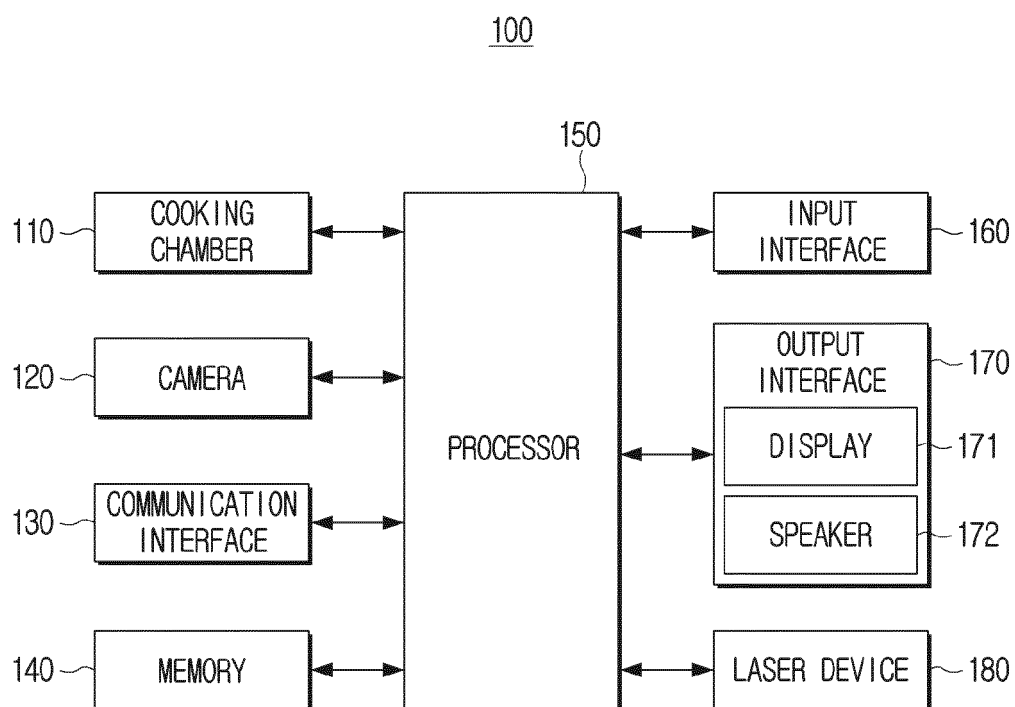 100
150
110
COOKING
CHAMBER
120
CAMERA
130
COMMUNICATION
INTERFACE
140
MEMORY
PROCESSOR
INPUT
INTERFACE
160
OUTPUT
INTERFACE
170
DISPLAY
171
SPEAKER
172
LASER DEVICE
180